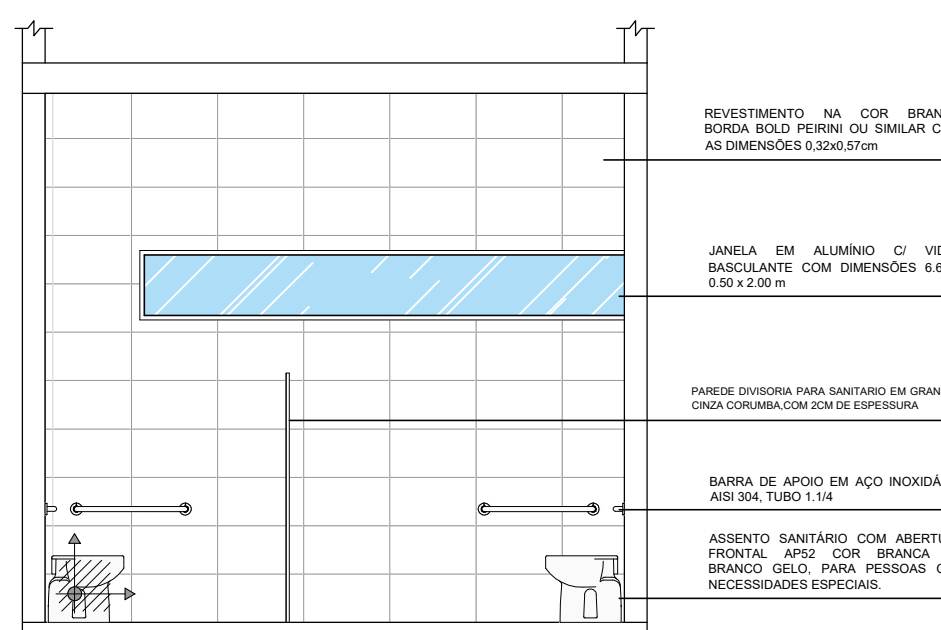 REVESTIMENTO NA COR BRAN
BORDA BOLD PEIRINI OU SIMILAR C
AS DIMENSÕES 0,32x0,57cm
JANELA EM ALUMÍNIO C/ VID
BASCULANTE COM DIMENSÕES 6.6
0.50 x 2.00 m
PAREDE DIVISORIA PARA SANITARIO EM GRAN
CINZA CORUMBA,COM 2CM DE ESPESSURA
BARRA DE APOIO EM AÇO INOXIDÁ
AISI 304, TUBO 1.1/4
ASSENTO SANITÁRIO COM ABERTU
FRONTAL AP52 COR BRANCA
BRANCO GELO, PARA PESSOAS C
NECESSIDADES ESPECIAIS.